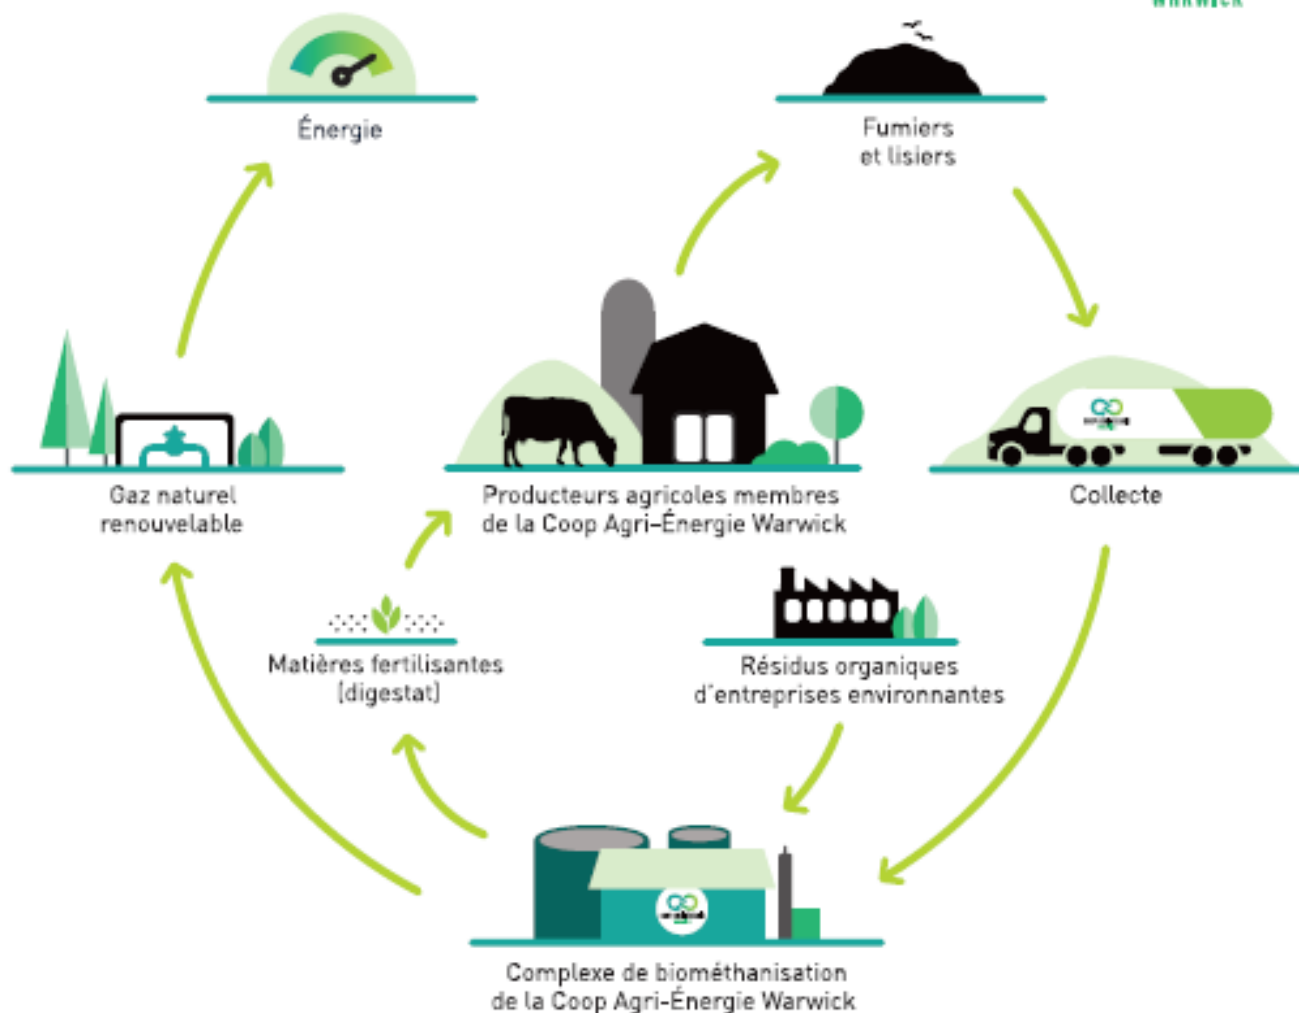 WARWICK
Énergie
Fumiers
et lisiers
Gaz naturel
renouvelable
Producteurs agricoles membres
de la Coop Agri-Énergie Warwick
Collecte
Matières fertilisantes
(digestat)
Résidus organiques
d'entreprises environnantes
Complexe de biométhanisation
de la Coop Agri-Énergie Warwick